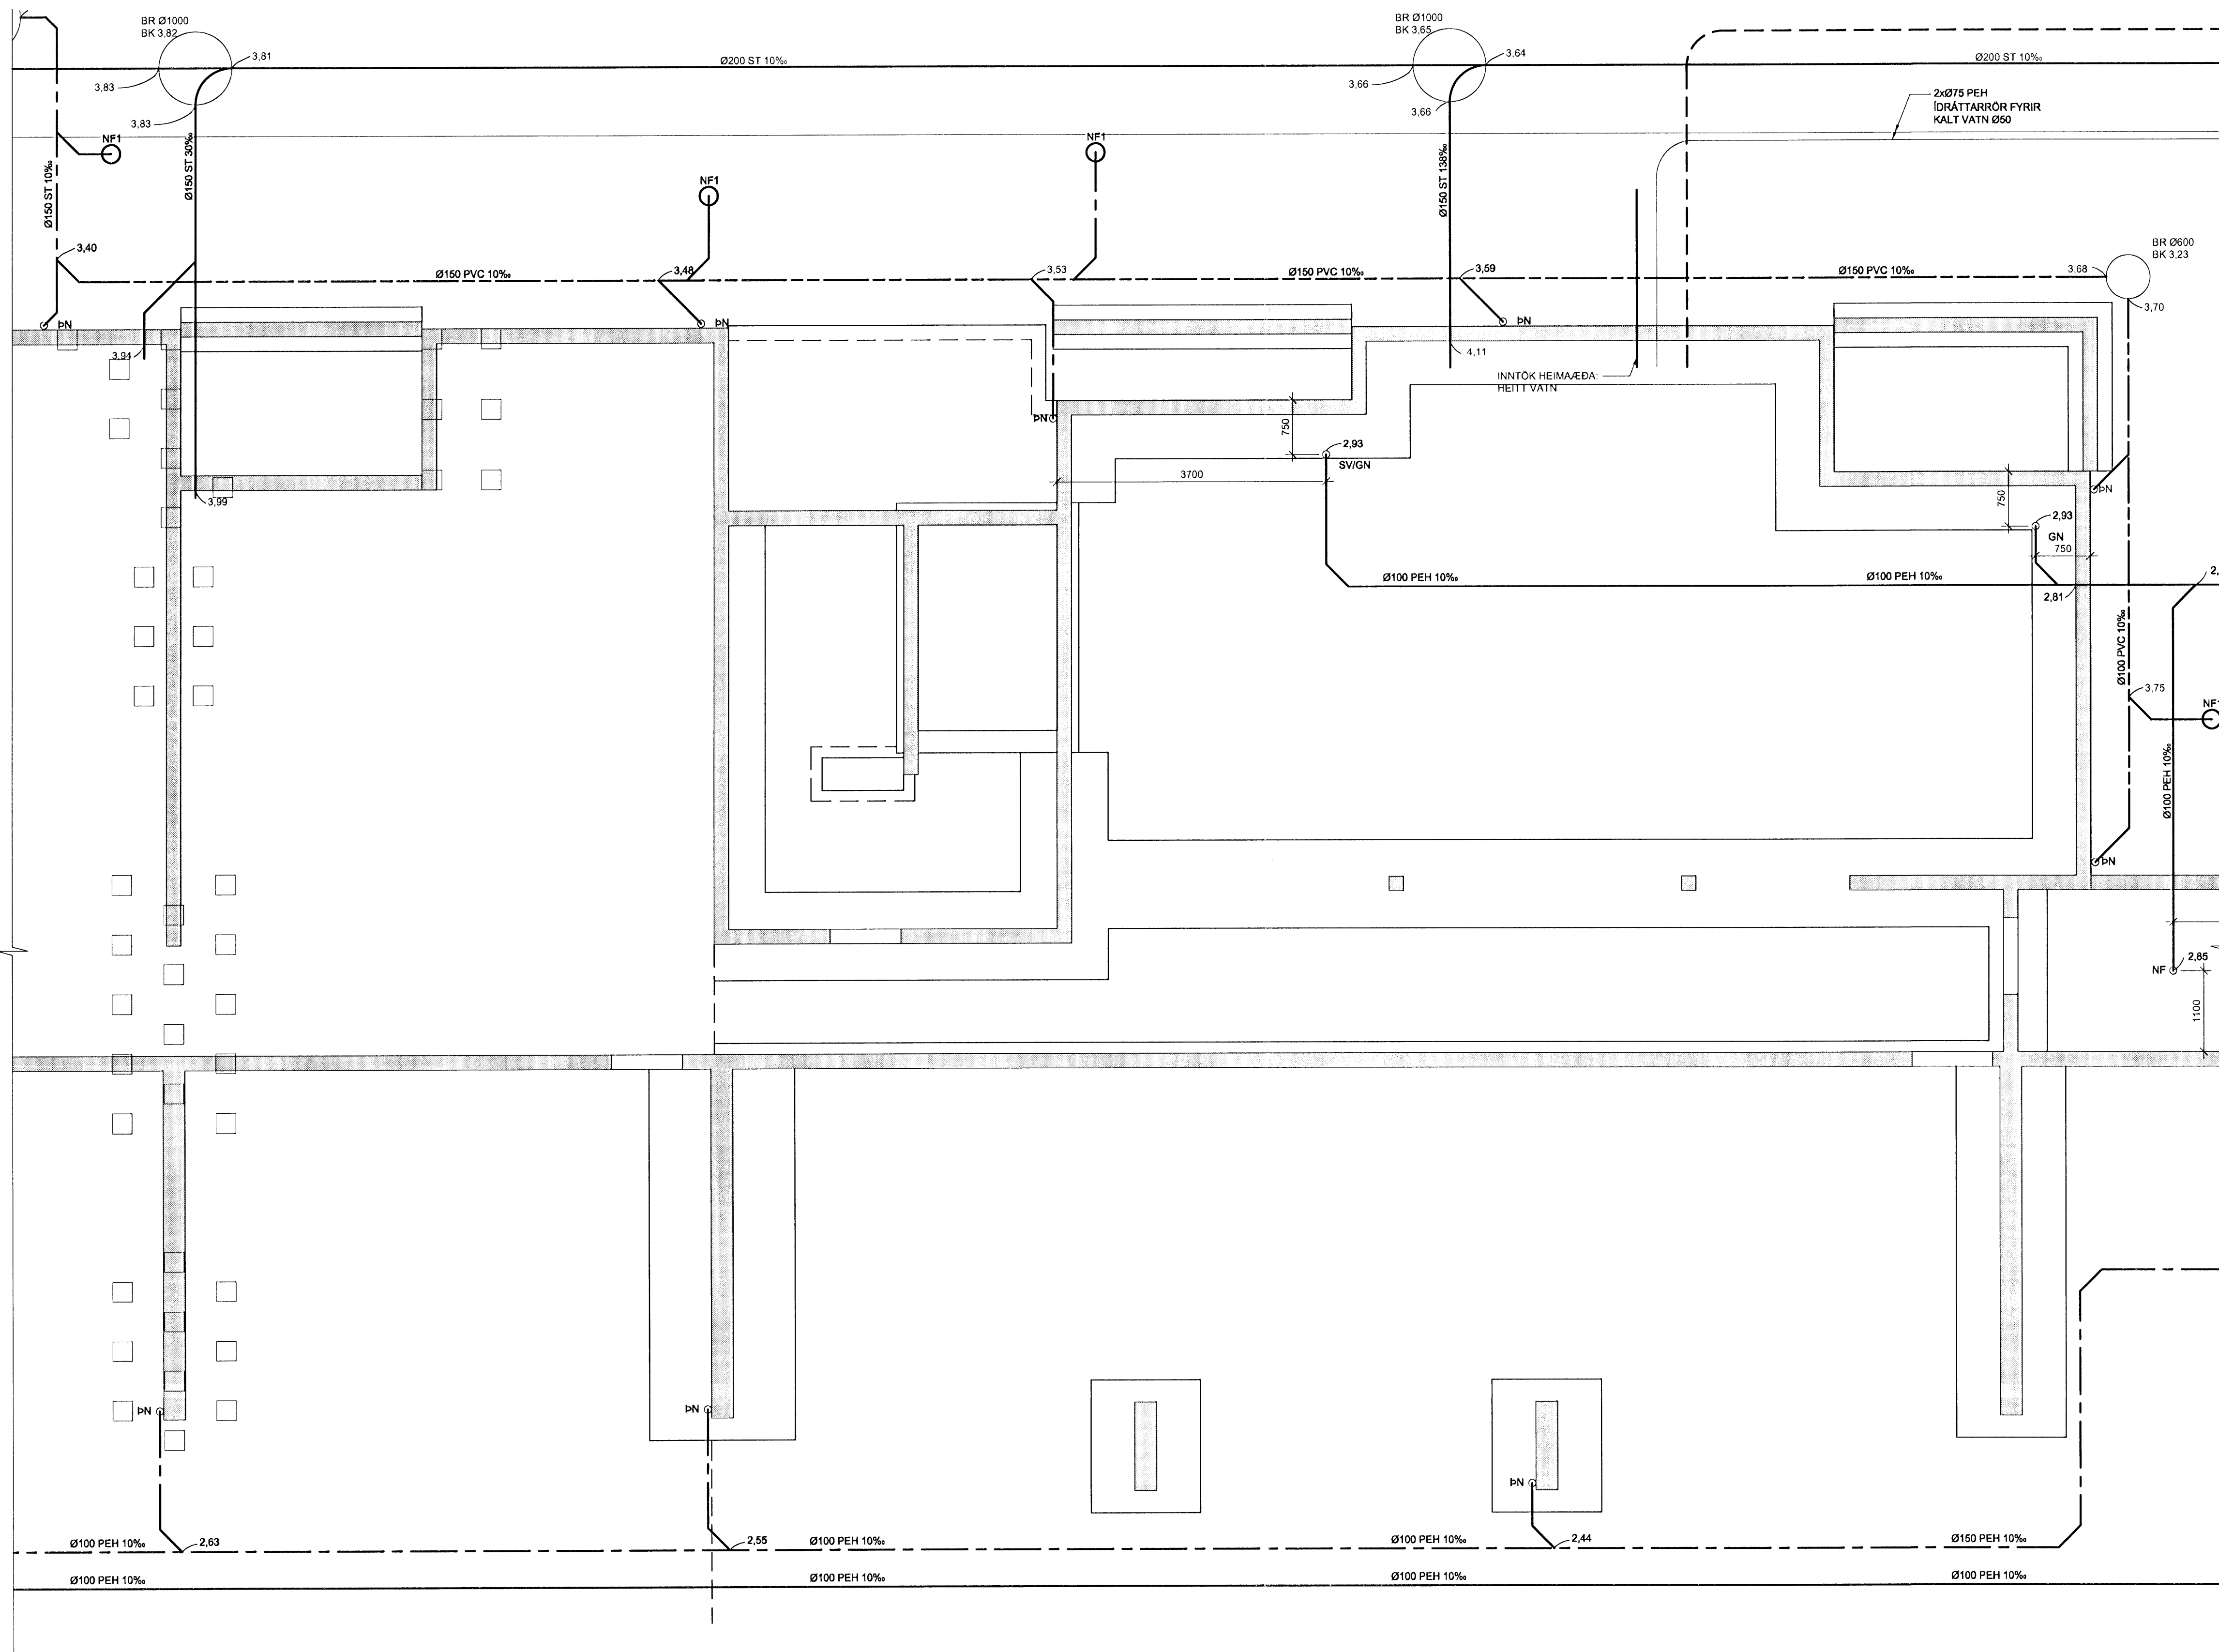 BR Ø1000
BK 3,82
3,81
3,83
3,83
Ø200 ST 10‰
BR Ø1000
BK 3,65
3,64
3,66
3,66
Ø200 ST 10‰
2xØ75 PEH
ÍDRÁTTARRÖR FYRIR
KALT VATN Ø50
NF1
NF1
NF1
Ø150 ST 10‰
Ø150 ST 30‰
Ø150 ST 138‰
3,40
Ø150 PVC 10‰
3,48
3,53
Ø150 PVC 10‰
3,59
Ø150 PVC 10‰
3,68
BR Ø600
BK 3,23
3,70
ÞN
ÞN
ÞN
3,94
4,11
INNTÖK HEIMAÆÐA:
HEITT VATN
ÞN
750
2,93
SV/GN
3700
3,99
750
ÞN
2,93
GN
750
Ø100 PEH 10‰
Ø100 PEH 10‰
2,81
2,
Ø100 PVC 10‰
3,75
NF1
Ø100 PEH 10‰
ÞN
NF
2,85
1100
ÞN
ÞN
ÞN
Ø100 PEH 10‰
2,63
2,55
Ø100 PEH 10‰
Ø100 PEH 10‰
2,44
Ø150 PEH 10‰
Ø100 PEH 10‰
Ø100 PEH 10‰
Ø100 PEH 10‰
Ø100 PEH 10‰